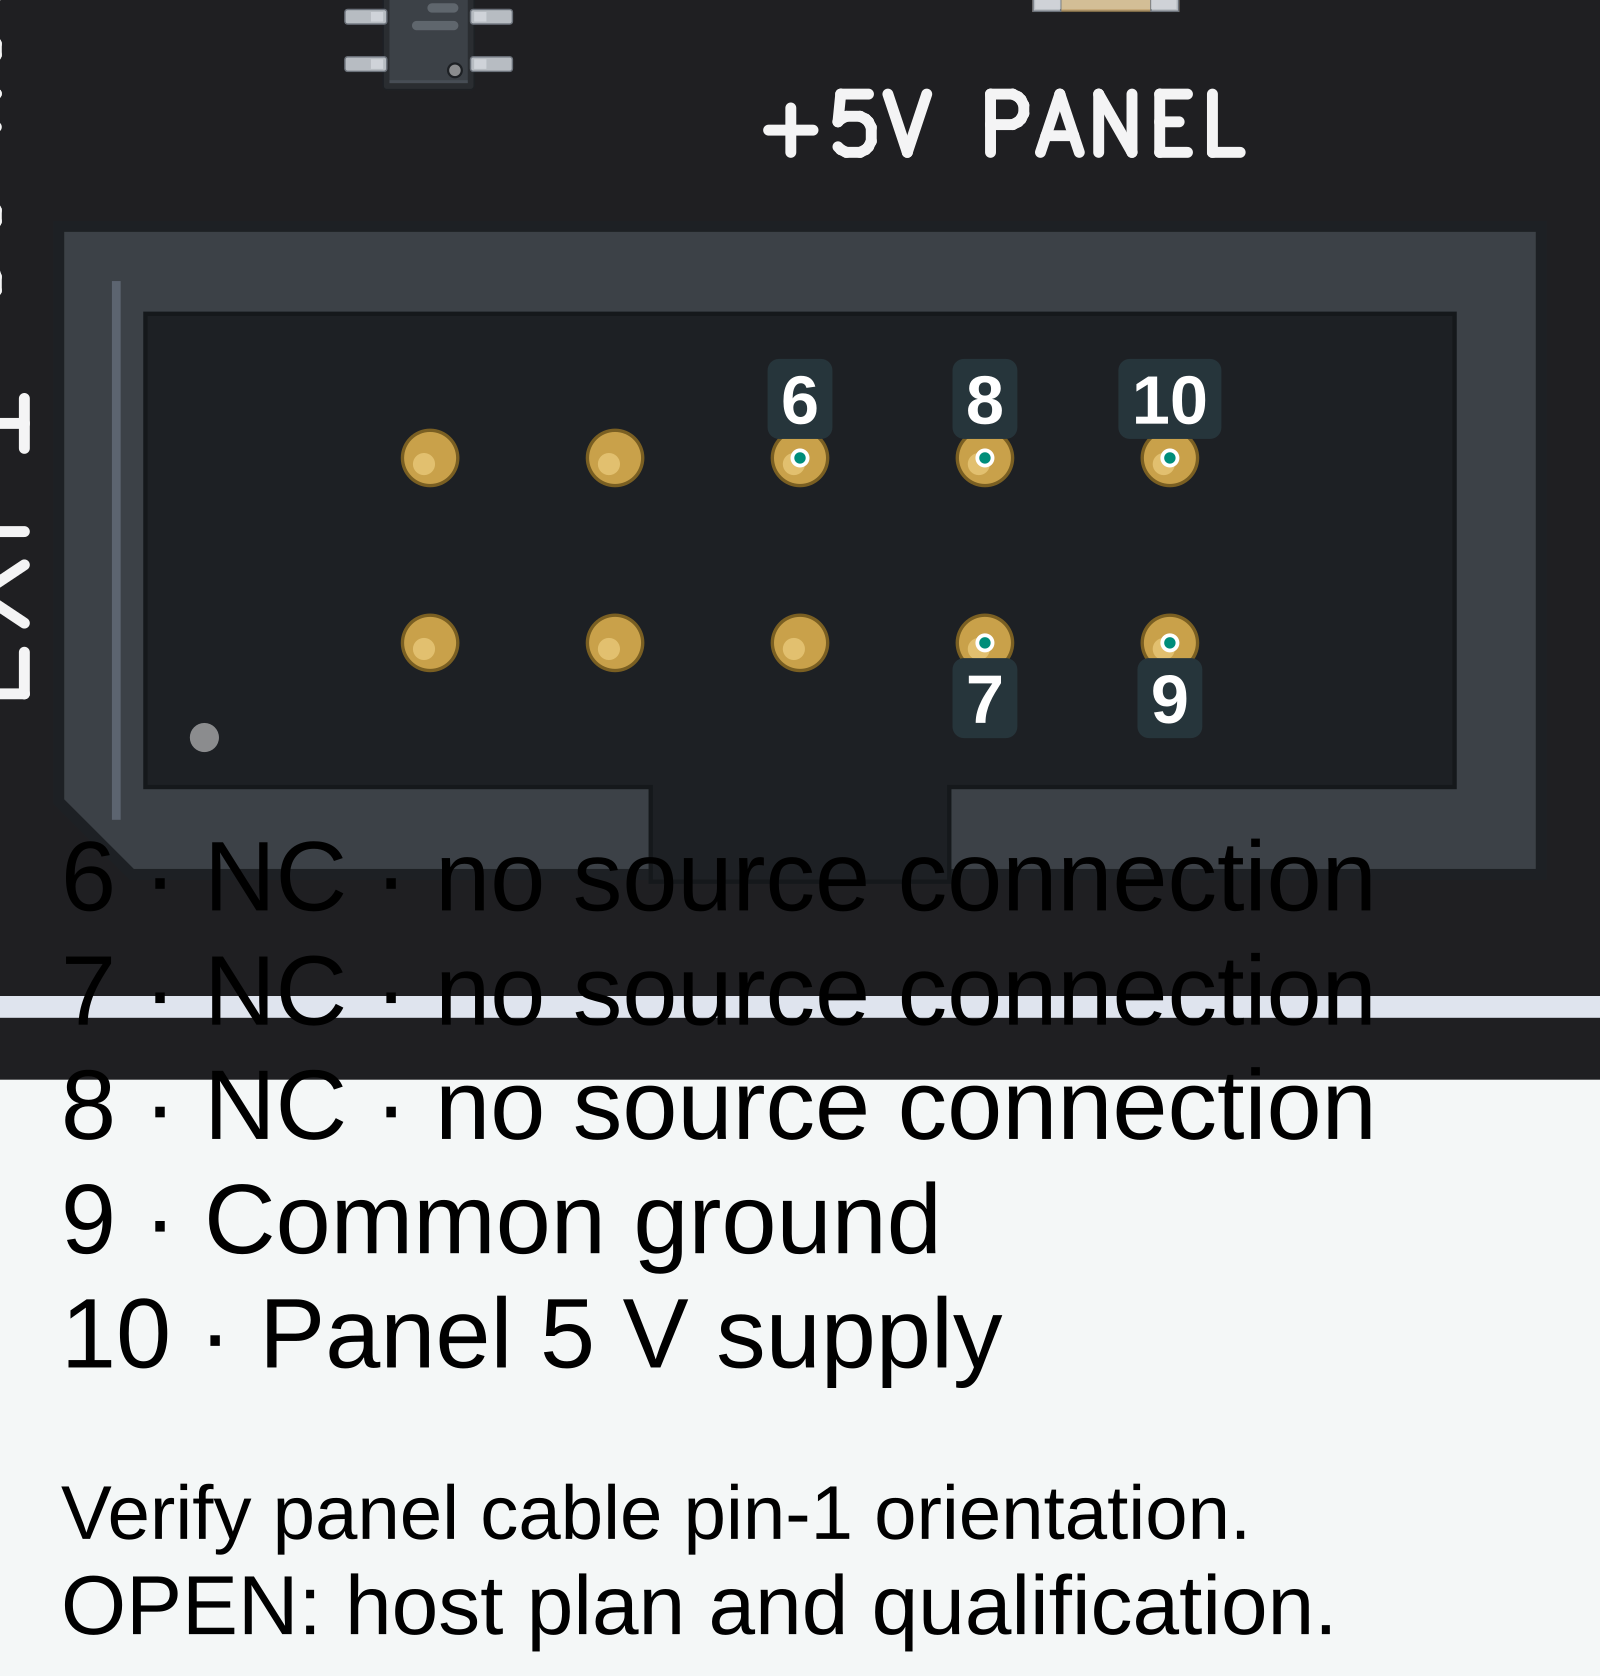 +5V PANEL
6 8 10
7 9
6 · NC · no source connection
7 · NC · no source connection
8 · NC · no source connection
9 · Common ground
10 · Panel 5 V supply
Verify panel cable pin-1 orientation.
OPEN: host plan and qualification.